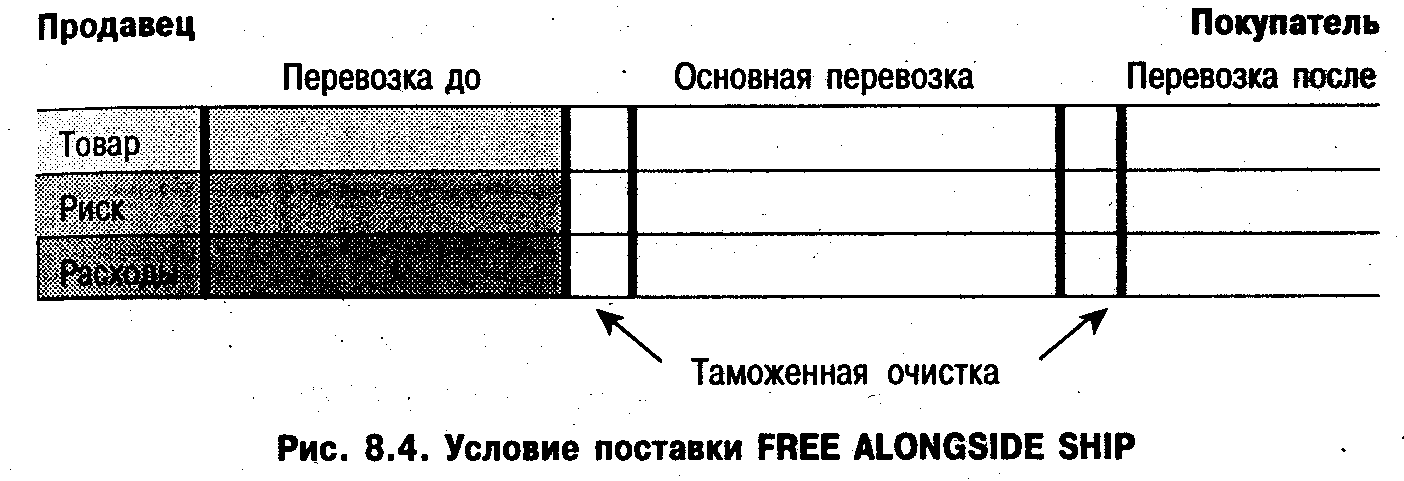 Продавец Покупатель
Перевозка до Основная перевозка Перевозка после
Товар
Риск
Расходы
Таможенная очистка
Рис. 8.4. Условие поставки FREE ALONGSIDE SHIP